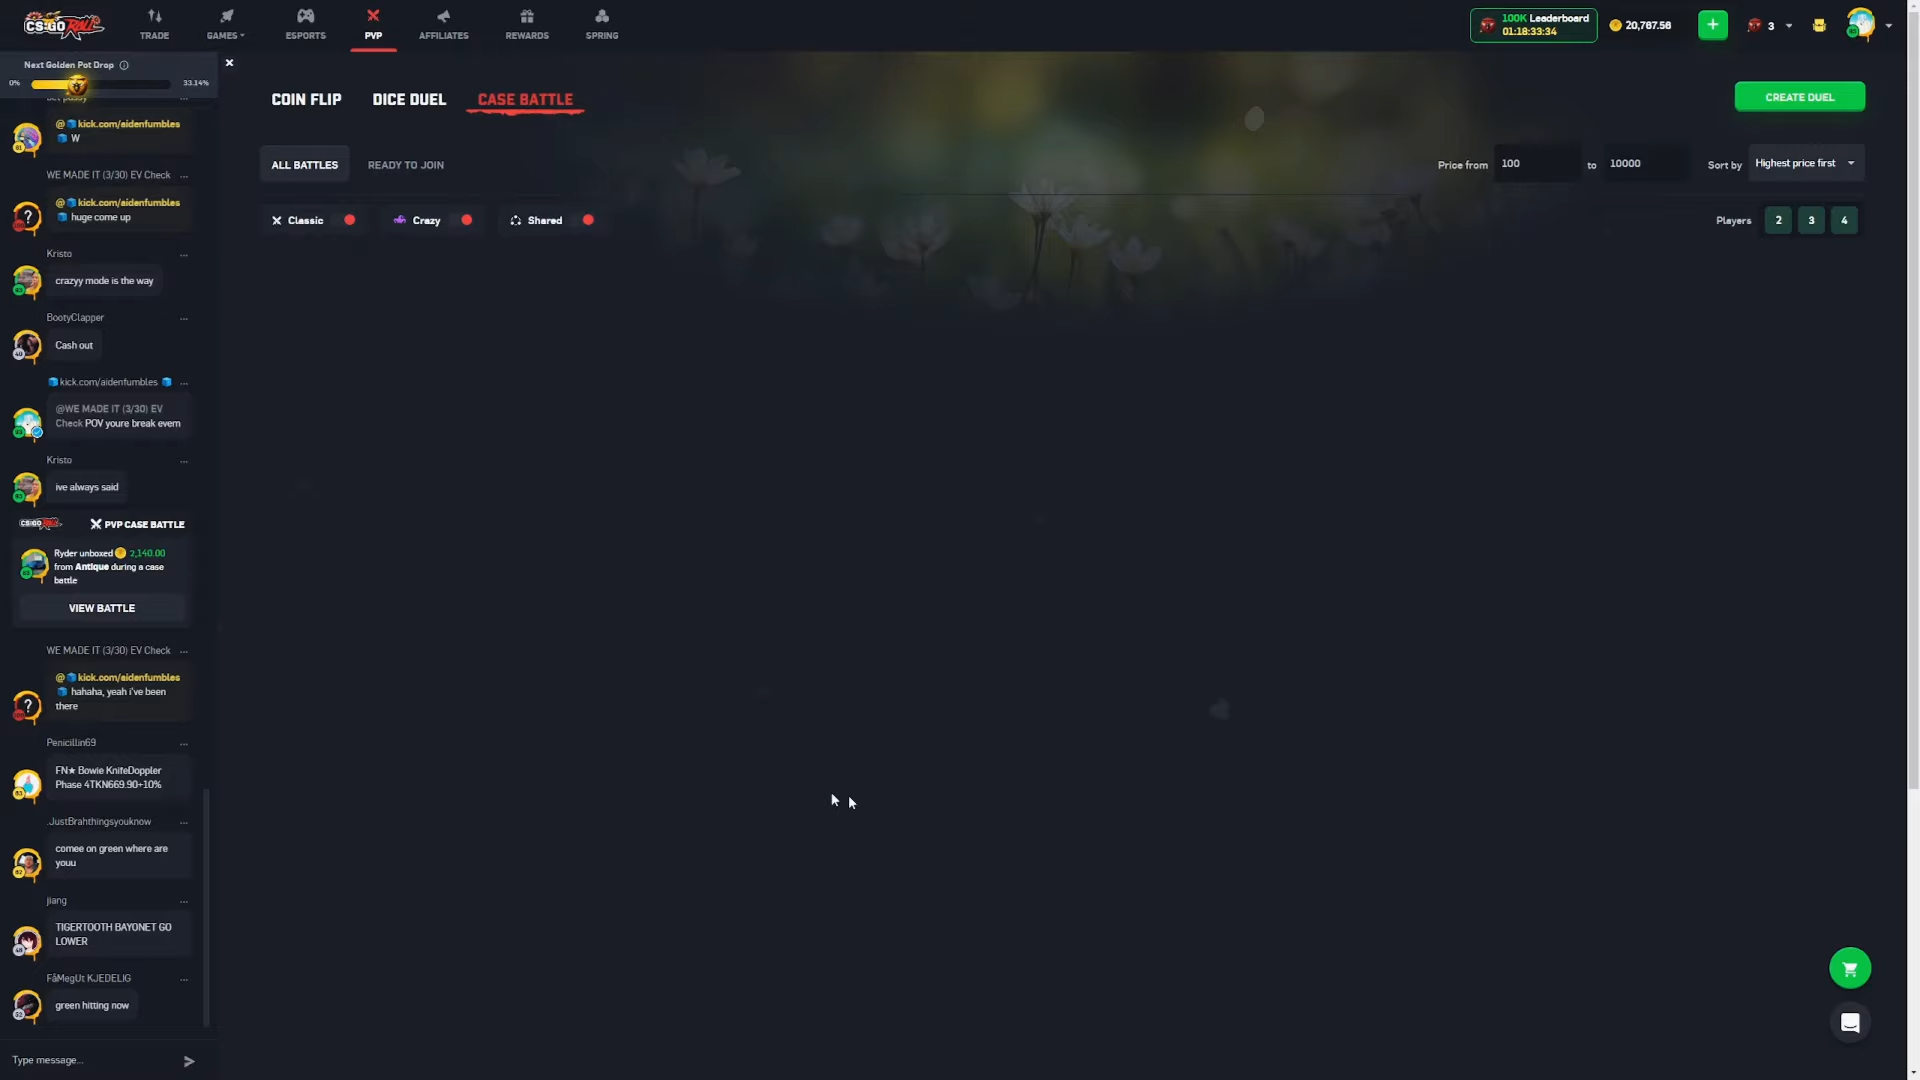 CS:GO ROLL
TRADE
GAMES
ESPORTS
PVP
AFFILIATES
REWARDS
SPRING
100K Leaderboard
01:18:33:34
20,787.56
3
Next Golden Pot Drop
0%
33.14%
@ kick.com/aidenfumbles
W
WE MADE IT (3/30) EV Check ...
@ kick.com/aidenfumbles
huge come up
Kristo ...
crazyy mode is the way
BootyClapper ...
Cash out
kick.com/aidenfumbles ...
@WE MADE IT (3/30) EV
Check POV youre break evem
Kristo ...
ive always said
CS:GO ROLL
PVP CASE BATTLE
Ryder unboxed 2,140.00
from Antique during a case
battle
VIEW BATTLE
WE MADE IT (3/30) EV Check ...
@ kick.com/aidenfumbles
hahaha, yeah i've been
there
Penicillin69 ...
FN★ Bowie KnifeDoppler
Phase 4TKN669.90+10%
.JustBrahthingsyouknow ...
comee on green where are
youu
jiang ...
TIGERTOOTH BAYONET GO
LOWER
FåMegUt KJEDELIG ...
green hitting now
Type message...
COIN FLIP
DICE DUEL
CASE BATTLE
CREATE DUEL
ALL BATTLES
READY TO JOIN
Price from 100 to 10000
Sort by Highest price first
Classic
Crazy
Shared
Players 2 3 4